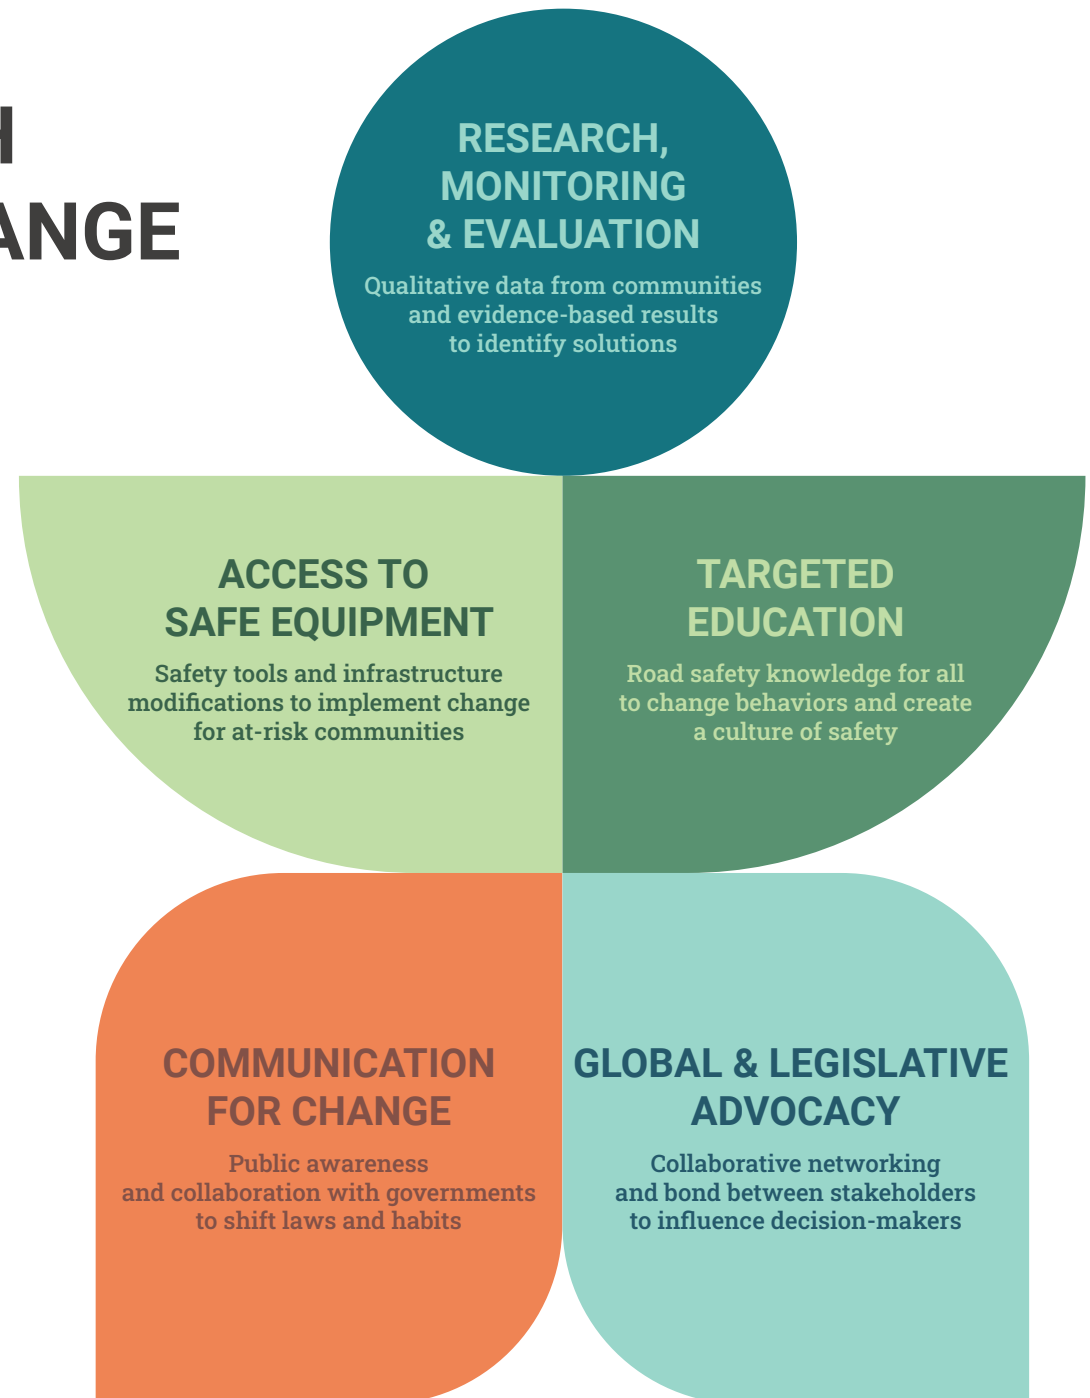 H
ANGE
RESEARCH,
MONITORING
& EVALUATION
Qualitative data from communities
and evidence-based results
to identify solutions
ACCESS TO
SAFE EQUIPMENT
Safety tools and infrastructure
modifications to implement change
for at-risk communities
TARGETED
EDUCATION
Road safety knowledge for all
to change behaviors and create
a culture of safety
COMMUNICATION
FOR CHANGE
Public awareness
and collaboration with governments
to shift laws and habits
GLOBAL & LEGISLATIVE
ADVOCACY
Collaborative networking
and bond between stakeholders
to influence decision-makers